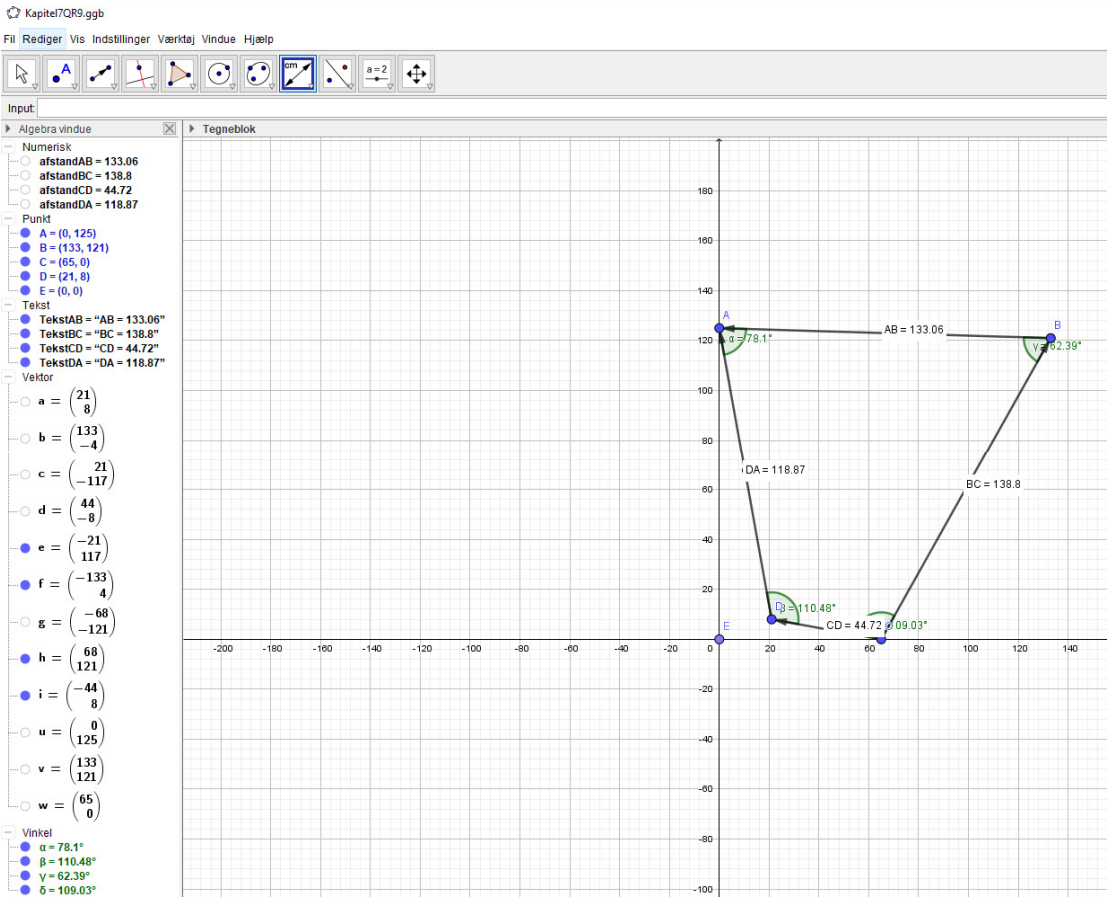 Kapitel7QR9.ggb
Fil Rediger Vis Indstillinger Værktøj Vindue Hjælp
A cm a=2
Input:
Algebra vindue
Tegneblok
Numerisk
afstandAB = 133.06
afstandBC = 138.8
afstandCD = 44.72
afstandDA = 118.87
Punkt
A = (0, 125)
B = (133, 121)
C = (65, 0)
D = (21, 8)
E = (0, 0)
Tekst
TekstAB = “AB = 133.06”
TekstBC = “BC = 138.8”
TekstCD = “CD = 44.72”
TekstDA = “DA = 118.87”
Vektor
a = (21 8)
b = (133 −4)
c = (21 −117)
d = (44 −8)
e = (−21 117)
f = (−133 4)
g = (−68 −121)
h = (68 121)
i = (−44 8)
u = (0 125)
v = (133 121)
w = (65 0)
Vinkel
α = 78.1°
β = 110.48°
γ = 62.39°
δ = 109.03°
180
160
140
A
B
AB = 133.06
120
α = 78.1°
γ = 62.39°
100
80
DA = 118.87
BC = 138.8
60
40
20
D
β = 110.48°
E
CD = 44.72
09.03°
-200 -180 -160 -140 -120 -100 -80 -60 -40 -20 0 20 40 60 80 100 120 140
-20
-40
-60
-80
-100